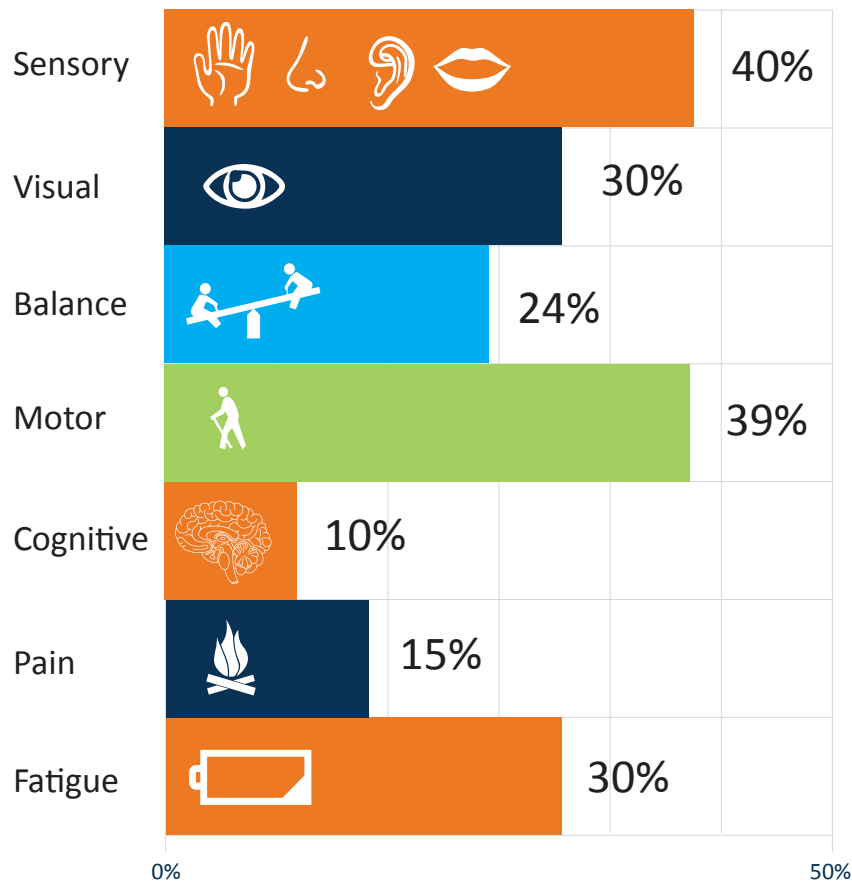 Sensory 40%
Visual 30%
Balance 24%
Motor 39%
Cognitive 10%
Pain 15%
Fatigue 30%
0% 50%